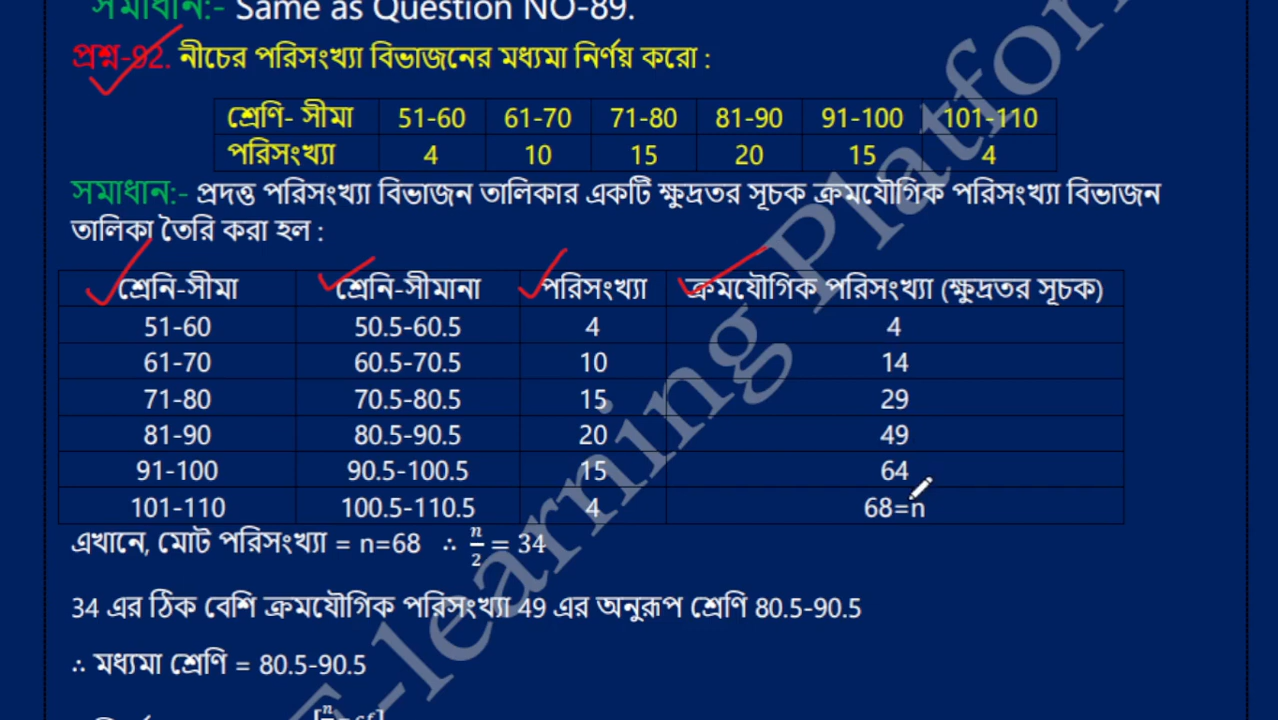 সমাধান:- Same as Question NO-89.
প্রশ্ন-92. নীচের পরিসংখ্যা বিভাজনের মধ্যমা নির্ণয় করো :
শ্রেণি- সীমা 51-60 61-70 71-80 81-90 91-100 101-110
পরিসংখ্যা 4 10 15 20 15 4
সমাধান:- প্রদত্ত পরিসংখ্যা বিভাজন তালিকার একটি ক্ষুদ্রতর সূচক ক্রমযৌগিক পরিসংখ্যা বিভাজন
তালিকা তৈরি করা হল :
শ্রেনি-সীমা শ্রেনি-সীমানা পরিসংখ্যা ক্রমযৌগিক পরিসংখ্যা (ক্ষুদ্রতর সূচক)
51-60 50.5-60.5 4 4
61-70 60.5-70.5 10 14
71-80 70.5-80.5 15 29
81-90 80.5-90.5 20 49
91-100 90.5-100.5 15 64
101-110 100.5-110.5 4 68=n
এখানে, মোট পরিসংখ্যা = n=68 ∴ n/2 = 34
34 এর ঠিক বেশি ক্রমযৌগিক পরিসংখ্যা 49 এর অনুরূপ শ্রেণি 80.5-90.5
∴ মধ্যমা শ্রেণি = 80.5-90.5
E-learning Platform